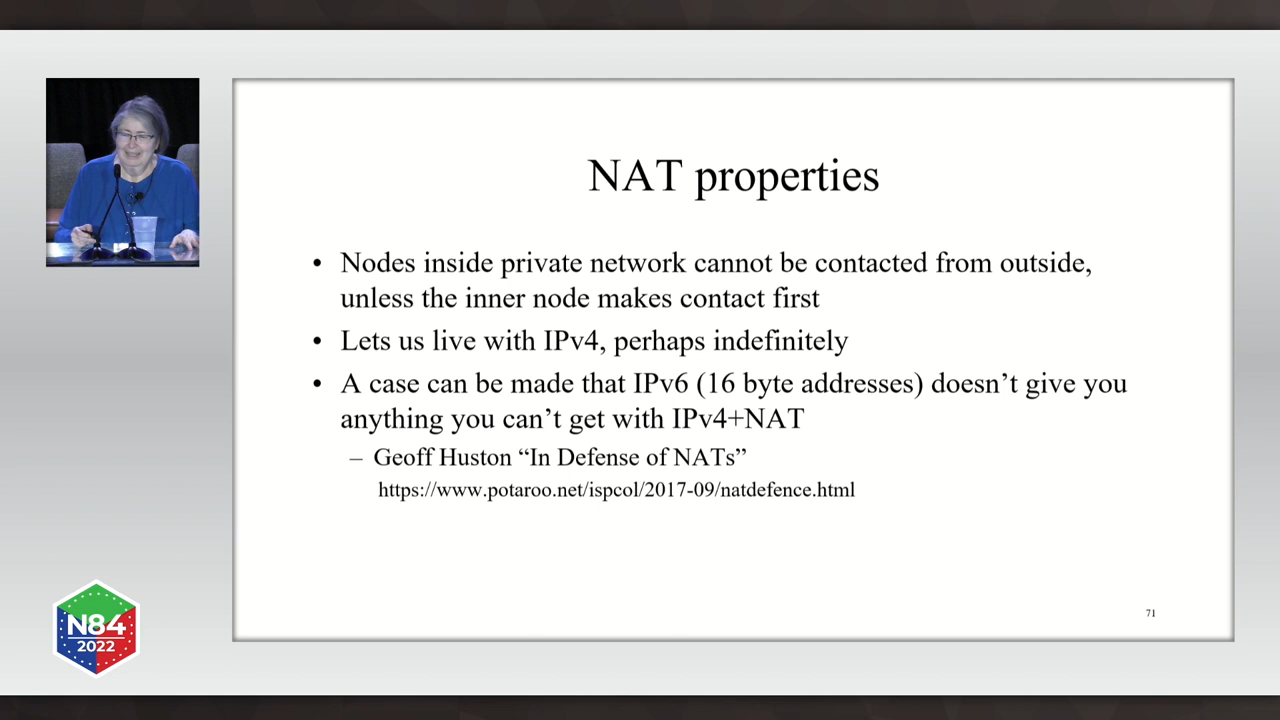 NAT properties
• Nodes inside private network cannot be contacted from outside,
unless the inner node makes contact first
• Lets us live with IPv4, perhaps indefinitely
• A case can be made that IPv6 (16 byte addresses) doesn’t give you
anything you can’t get with IPv4+NAT
– Geoff Huston “In Defense of NATs”
https://www.potaroo.net/ispcol/2017-09/natdefence.html
71
N84
2022